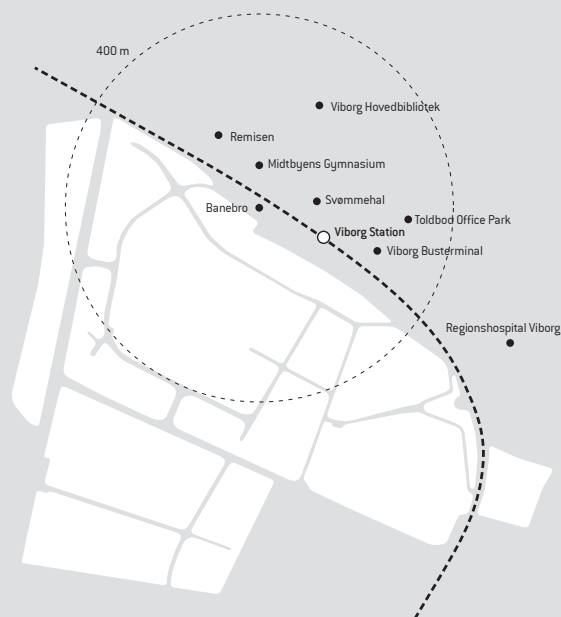 400 m
Viborg Hovedbibliotek
Remisen
Midtbyens Gymnasium
Svømmehal
Banebro
Toldbod Office Park
Viborg Station
Viborg Busterminal
Regionshospital Viborg